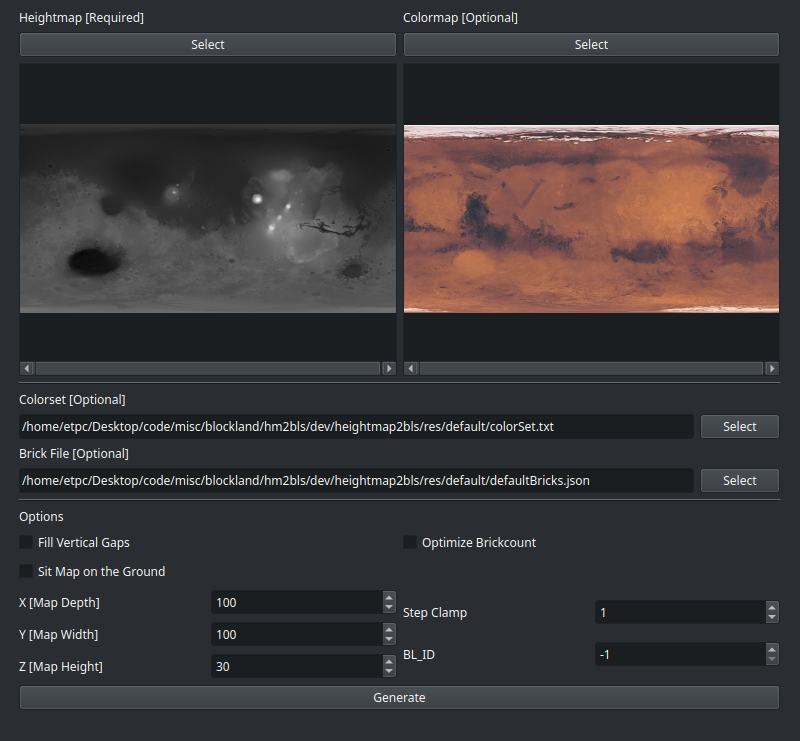 Heightmap [Required]
Colormap [Optional]
Select
Select
Colorset [Optional]
/home/etpc/Desktop/code/misc/blockland/hm2bls/dev/heightmap2bls/res/default/colorSet.txt
Select
Brick File [Optional]
/home/etpc/Desktop/code/misc/blockland/hm2bls/dev/heightmap2bls/res/default/defaultBricks.json
Select
Options
Fill Vertical Gaps
Optimize Brickcount
Sit Map on the Ground
X [Map Depth]
100
Y [Map Width]
100
Z [Map Height]
30
Step Clamp
1
BL_ID
-1
Generate